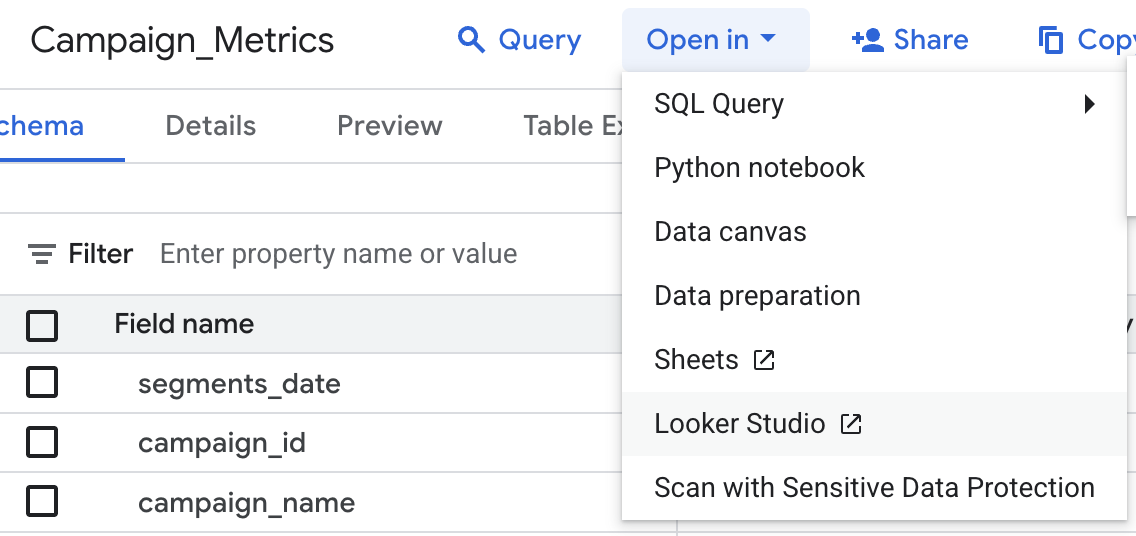 Campaign_Metrics Query Open in Share Copy
chema Details Preview Table Ex
SQL Query
Python notebook
Data canvas
Filter Enter property name or value
Data preparation
Field name
Sheets
segments_date
Looker Studio
campaign_id
Scan with Sensitive Data Protection
campaign_name